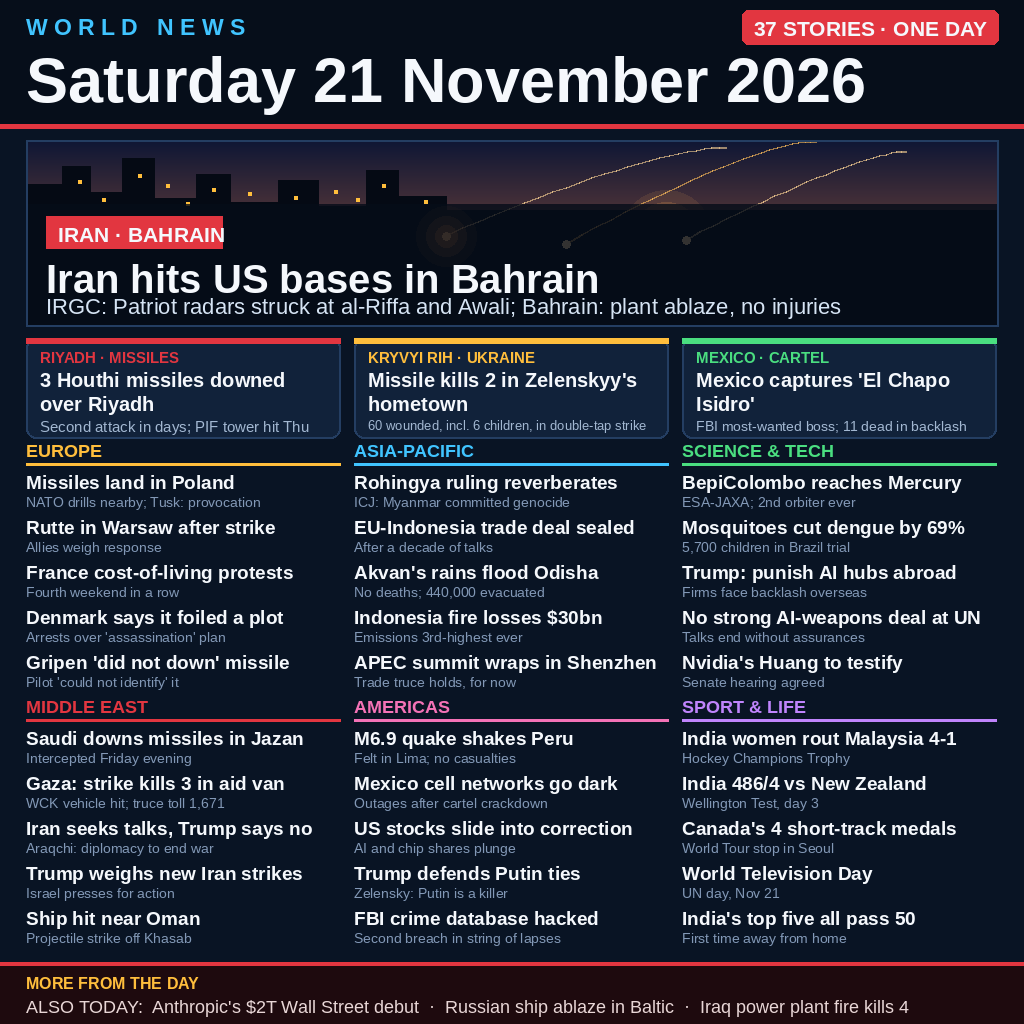 WORLD NEWS
37 STORIES · ONE DAY
Saturday 21 November 2026
IRAN · BAHRAIN
Iran hits US bases in Bahrain
IRGC: Patriot radars struck at al-Riffa and Awali; Bahrain: plant ablaze, no injuries
RIYADH · MISSILES
3 Houthi missiles downed
over Riyadh
Second attack in days; PIF tower hit Thu
KRYVYI RIH · UKRAINE
Missile kills 2 in Zelenskyy's
hometown
60 wounded, incl. 6 children, in double-tap strike
MEXICO · CARTEL
Mexico captures 'El Chapo
Isidro'
FBI most-wanted boss; 11 dead in backlash
EUROPE
Missiles land in Poland
NATO drills nearby; Tusk: provocation
Rutte in Warsaw after strike
Allies weigh response
France cost-of-living protests
Fourth weekend in a row
Denmark says it foiled a plot
Arrests over 'assassination' plan
Gripen 'did not down' missile
Pilot 'could not identify' it
ASIA-PACIFIC
Rohingya ruling reverberates
ICJ: Myanmar committed genocide
EU-Indonesia trade deal sealed
After a decade of talks
Akvan's rains flood Odisha
No deaths; 440,000 evacuated
Indonesia fire losses $30bn
Emissions 3rd-highest ever
APEC summit wraps in Shenzhen
Trade truce holds, for now
SCIENCE & TECH
BepiColombo reaches Mercury
ESA-JAXA; 2nd orbiter ever
Mosquitoes cut dengue by 69%
5,700 children in Brazil trial
Trump: punish AI hubs abroad
Firms face backlash overseas
No strong AI-weapons deal at UN
Talks end without assurances
Nvidia's Huang to testify
Senate hearing agreed
MIDDLE EAST
Saudi downs missiles in Jazan
Intercepted Friday evening
Gaza: strike kills 3 in aid van
WCK vehicle hit; truce toll 1,671
Iran seeks talks, Trump says no
Araqchi: diplomacy to end war
Trump weighs new Iran strikes
Israel presses for action
Ship hit near Oman
Projectile strike off Khasab
AMERICAS
M6.9 quake shakes Peru
Felt in Lima; no casualties
Mexico cell networks go dark
Outages after cartel crackdown
US stocks slide into correction
AI and chip shares plunge
Trump defends Putin ties
Zelensky: Putin is a killer
FBI crime database hacked
Second breach in string of lapses
SPORT & LIFE
India women rout Malaysia 4-1
Hockey Champions Trophy
India 486/4 vs New Zealand
Wellington Test, day 3
Canada's 4 short-track medals
World Tour stop in Seoul
World Television Day
UN day, Nov 21
India's top five all pass 50
First time away from home
MORE FROM THE DAY
ALSO TODAY: Anthropic's $2T Wall Street debut · Russian ship ablaze in Baltic · Iraq power plant fire kills 4